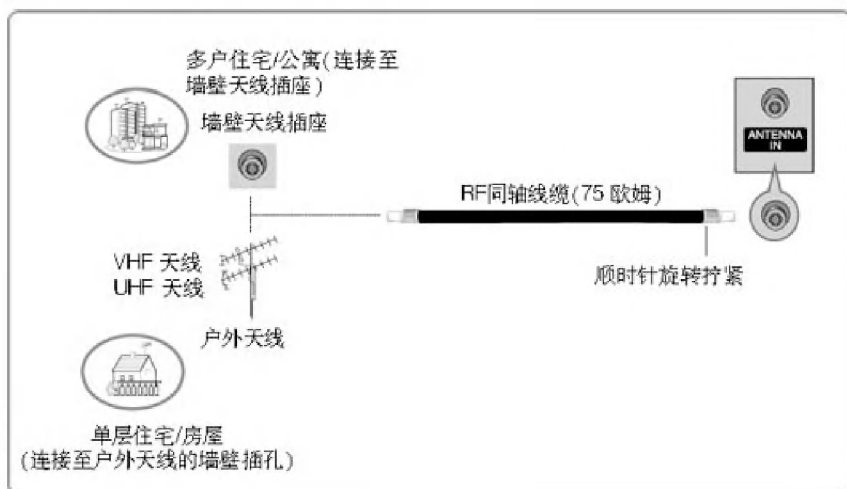 多户住宅/公寓(连接至
墙壁天线插座)
墙壁天线插座
ANTENNA
IN
RF同轴线缆(75 欧姆)
顺时针旋转拧紧
VHF 天线
UHF 天线
户外天线
单层住宅/房屋
(连接至户外天线的墙壁插孔)